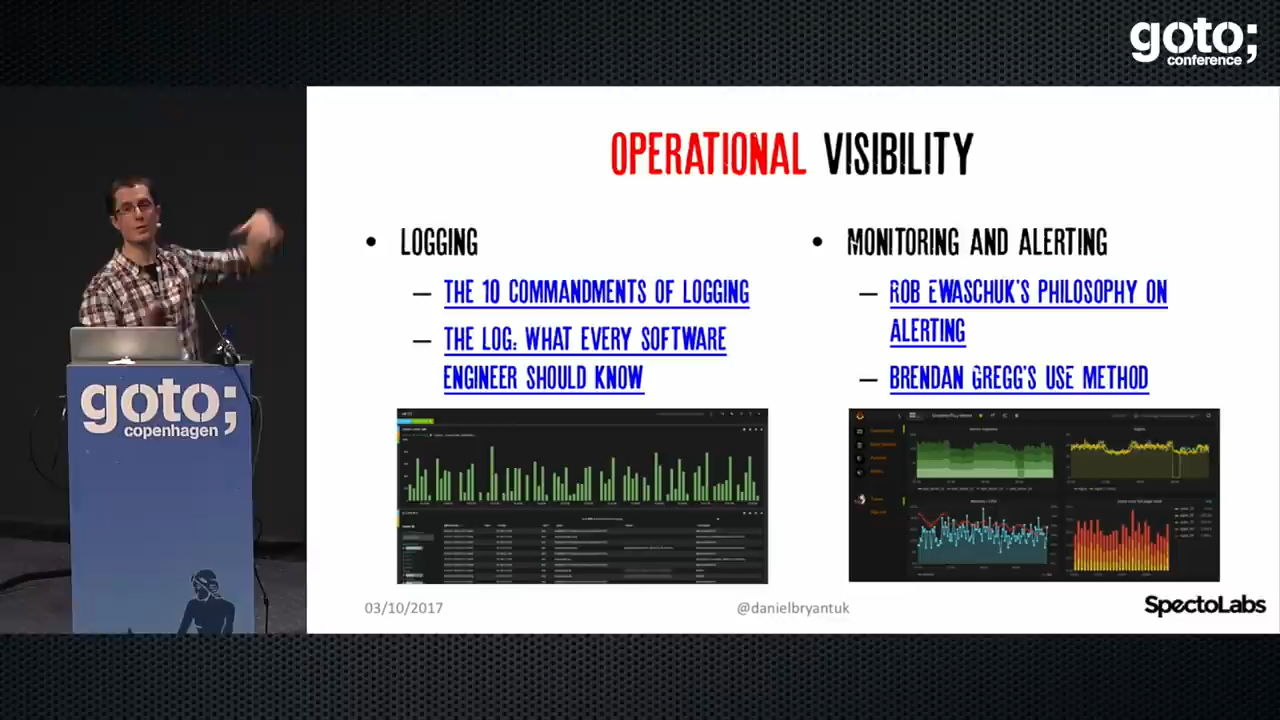 goto;
conference
OPERATIONAL VISIBILITY
• LOGGING
— THE 10 COMMANDMENTS OF LOGGING
— THE LOG: WHAT EVERY SOFTWARE
ENGINEER SHOULD KNOW
• MONITORING AND ALERTING
— ROB EWASCHUK'S PHILOSOPHY ON
ALERTING
— BRENDAN GREGG'S USE METHOD
goto;
copenhagen
03/10/2017
@danielbryantuk
SpectoLabs